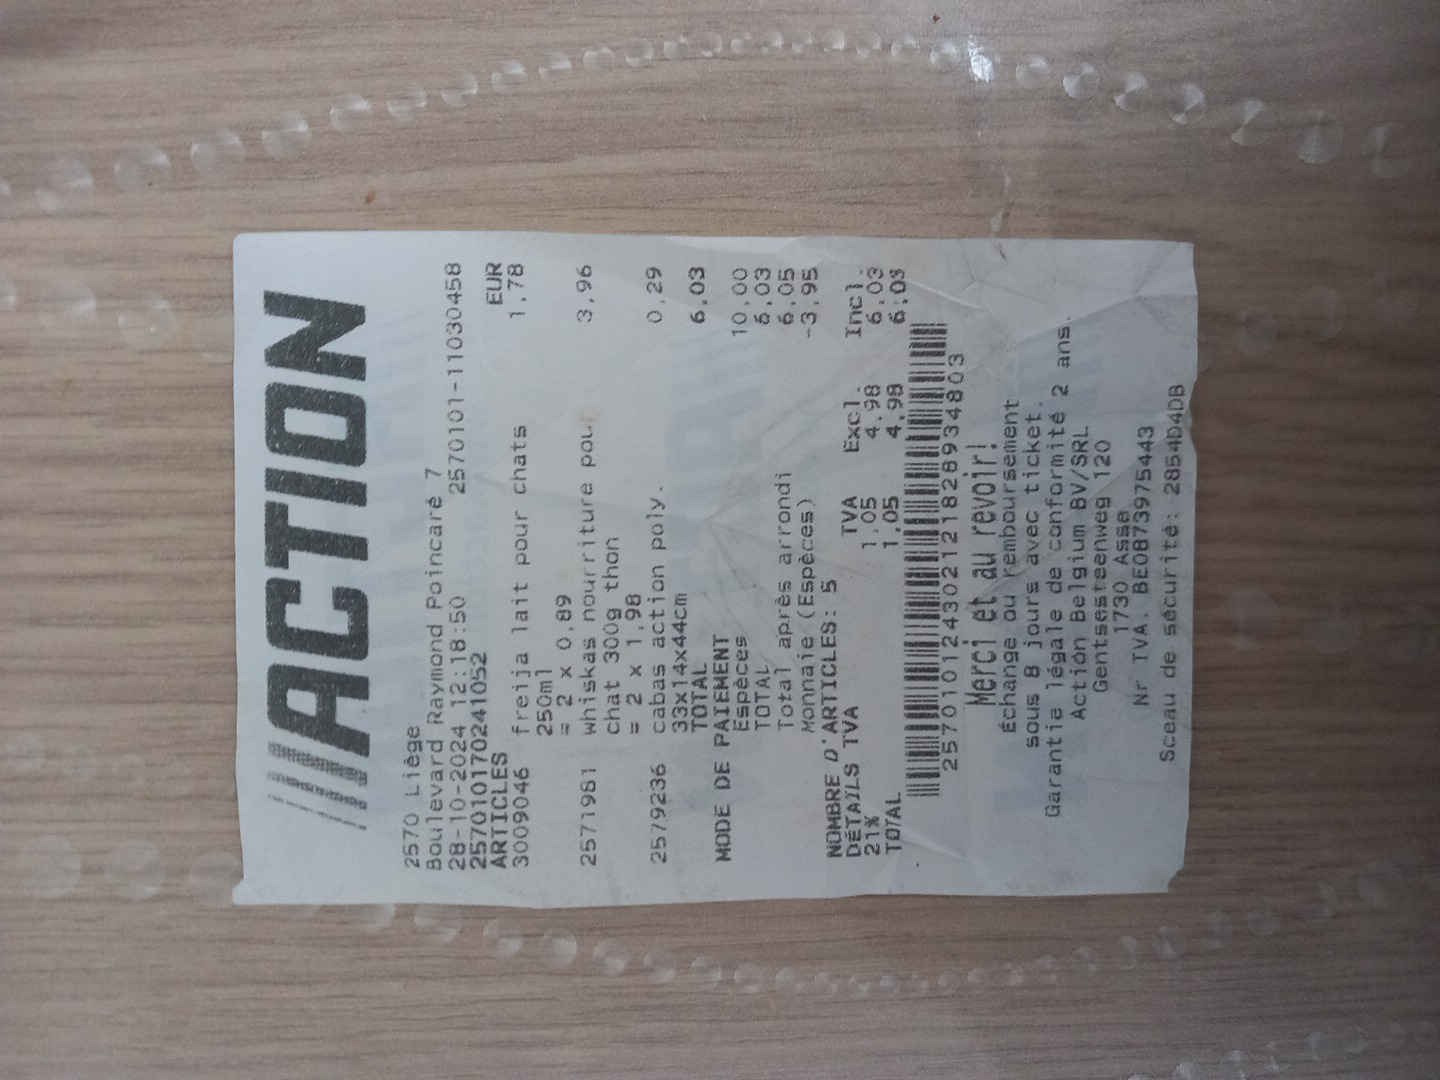 ACTION
2570 Liège
Boulevard Raymond Poincaré 7
28-10-2024 12:18:50 2570101-11030458
257010170241052
ARTICLES EUR
3009046 freija lait pour chats 1,78
250ml
= 2 x 0,89
2571981 whiskas nourriture pour 3,96
chat 300g thon
= 2 x 1,98
2579236 cabas action poly. 0,29
33x14x44cm
TOTAL 6,03
MODE DE PAIEMENT
Espèces 10,00
TOTAL 6,03
Total après arrondi 6,05
Monnaie (Espèces) -3,95
NOMBRE D'ARTICLES: 5
DÉTAILS TVA TVA Excl. Incl.
21% 1,05 4,98 6,03
TOTAL 1,05 4,98 6,03
257010124302121828934803
Merci et au revoir!
Échange ou remboursement
sous 8 jours avec ticket.
Garantie légale de conformité 2 ans.
Action Belgium BV/SRL
Gentsesteenweg 120
1730 Asse
Nr TVA. BE0873975443
Sceau de sécurité: 2854D4DB